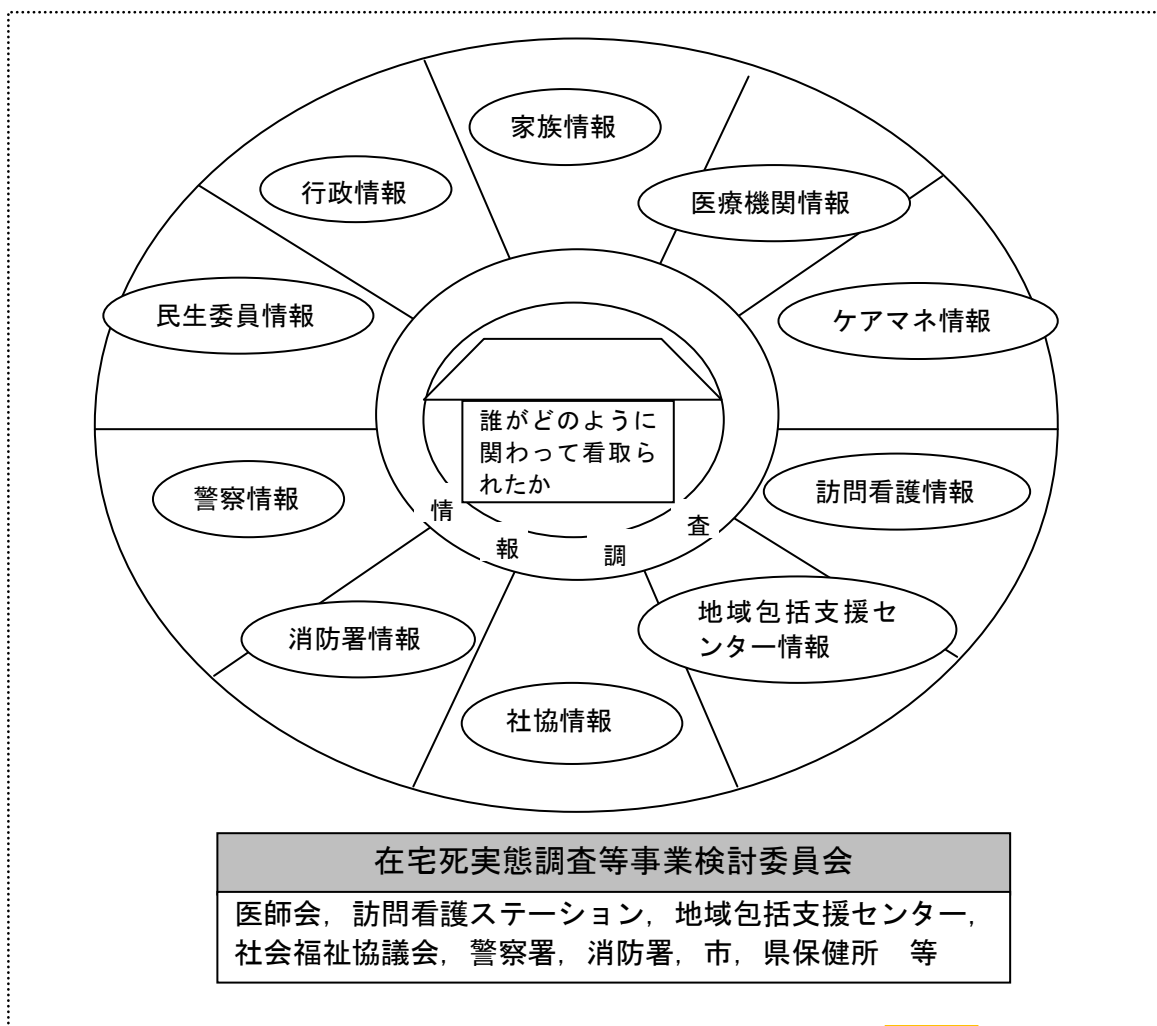 家族情報
行政情報
医療機関情報
民生委員情報
ケアマネ情報
誰がどのように
関わって看取ら
れたか
警察情報
訪問看護情報
情報調査
消防署情報
地域包括支援セ
ンター情報
社協情報
在宅死実態調査等事業検討委員会
医師会，訪問看護ステーション，地域包括支援センター，
社会福祉協議会，警察署，消防署，市，県保健所　等